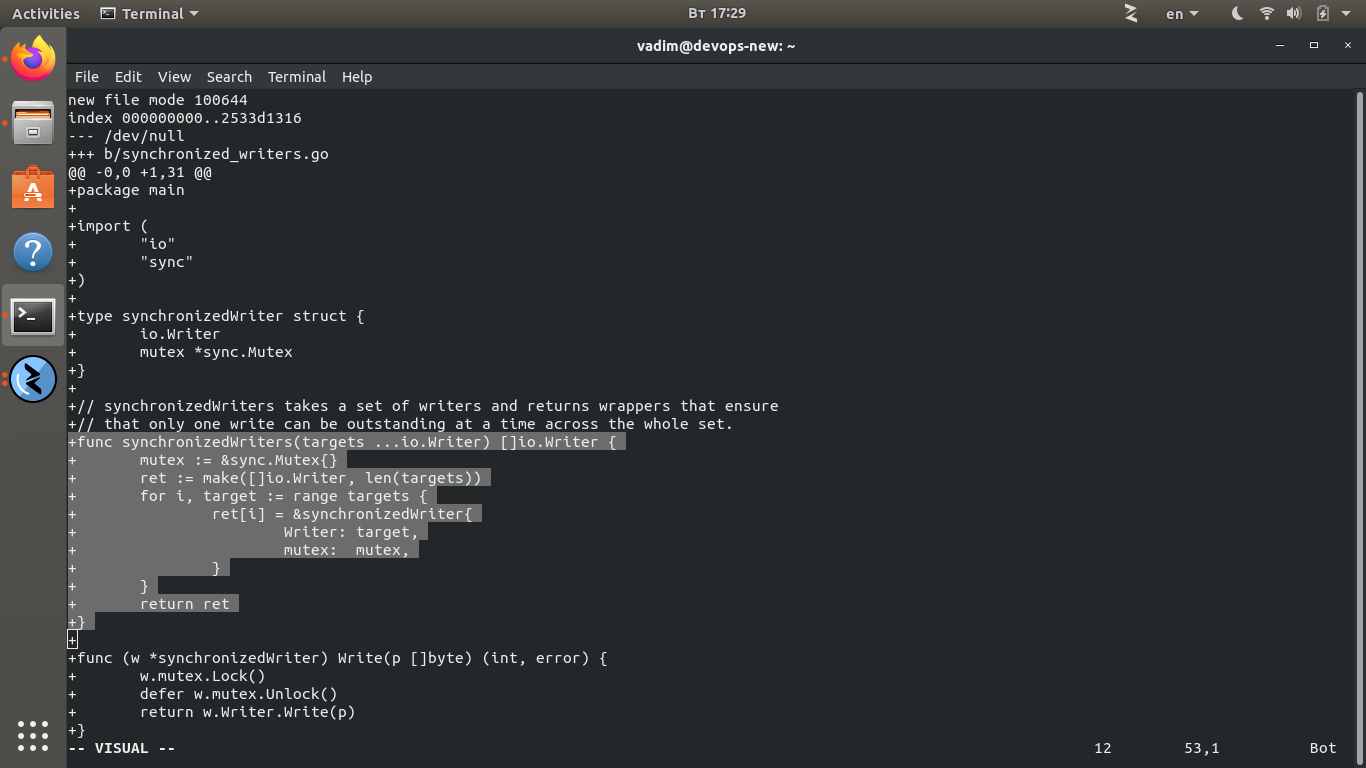 Activities Terminal Вт 17:29 en
vadim@devops-new: ~
File Edit View Search Terminal Help
new file mode 100644
index 000000000..2533d1316
--- /dev/null
+++ b/synchronized_writers.go
@@ -0,0 +1,31 @@
+package main
+
+import (
+       "io"
+       "sync"
+)
+
+type synchronizedWriter struct {
+       io.Writer
+       mutex *sync.Mutex
+}
+
+// synchronizedWriters takes a set of writers and returns wrappers that ensure
+// that only one write can be outstanding at a time across the whole set.
+func synchronizedWriters(targets ...io.Writer) []io.Writer {
+       mutex := &sync.Mutex{}
+       ret := make([]io.Writer, len(targets))
+       for i, target := range targets {
+               ret[i] = &synchronizedWriter{
+                       Writer: target,
+                       mutex:  mutex,
+               }
+       }
+       return ret
+}
+
+func (w *synchronizedWriter) Write(p []byte) (int, error) {
+       w.mutex.Lock()
+       defer w.mutex.Unlock()
+       return w.Writer.Write(p)
+}
-- VISUAL -- 12 53,1 Bot